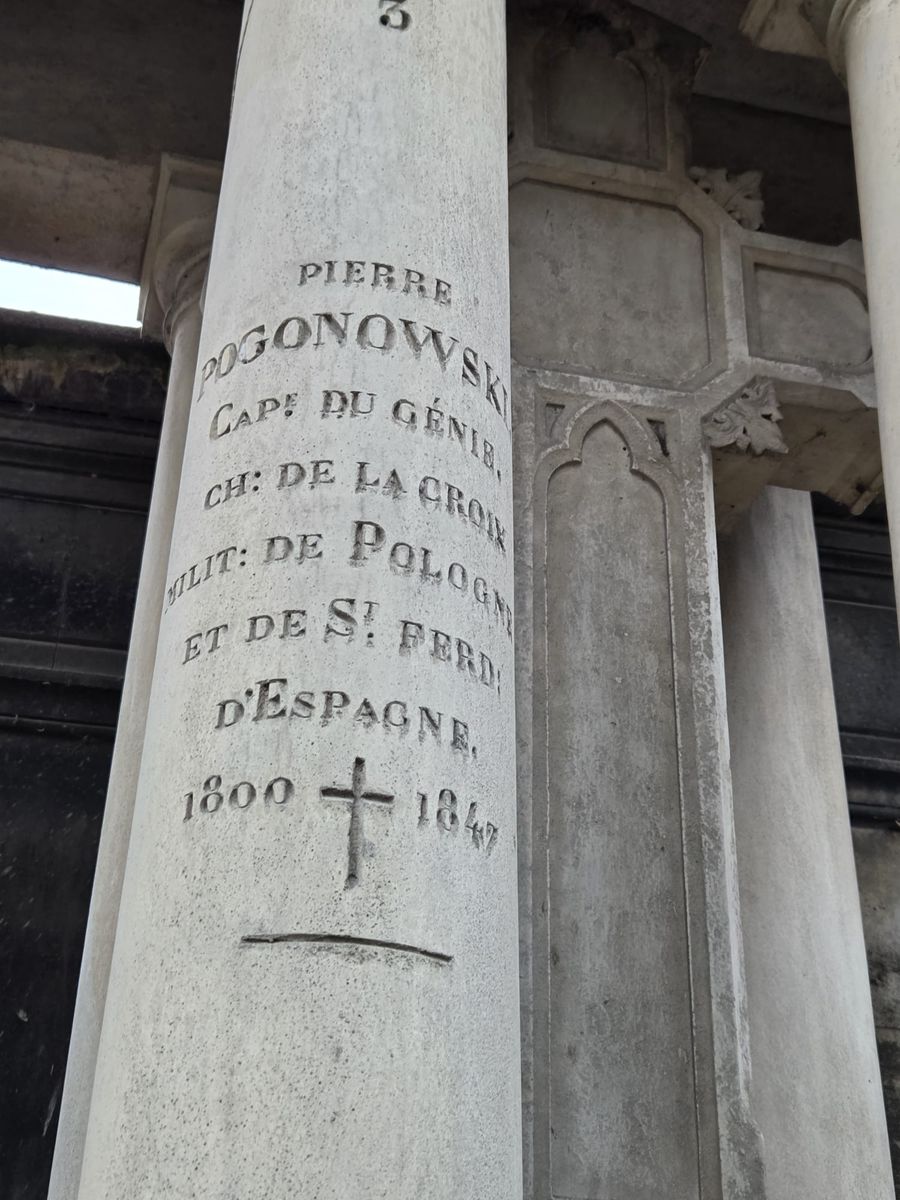 3
PIERRE
POGONOWSKI
CAPE. DU GÉNIE,
CH: DE LA CROIX
MILIT: DE POLOGNE
ET DE ST. FERD:
D'ESPAGNE.
1800 1847